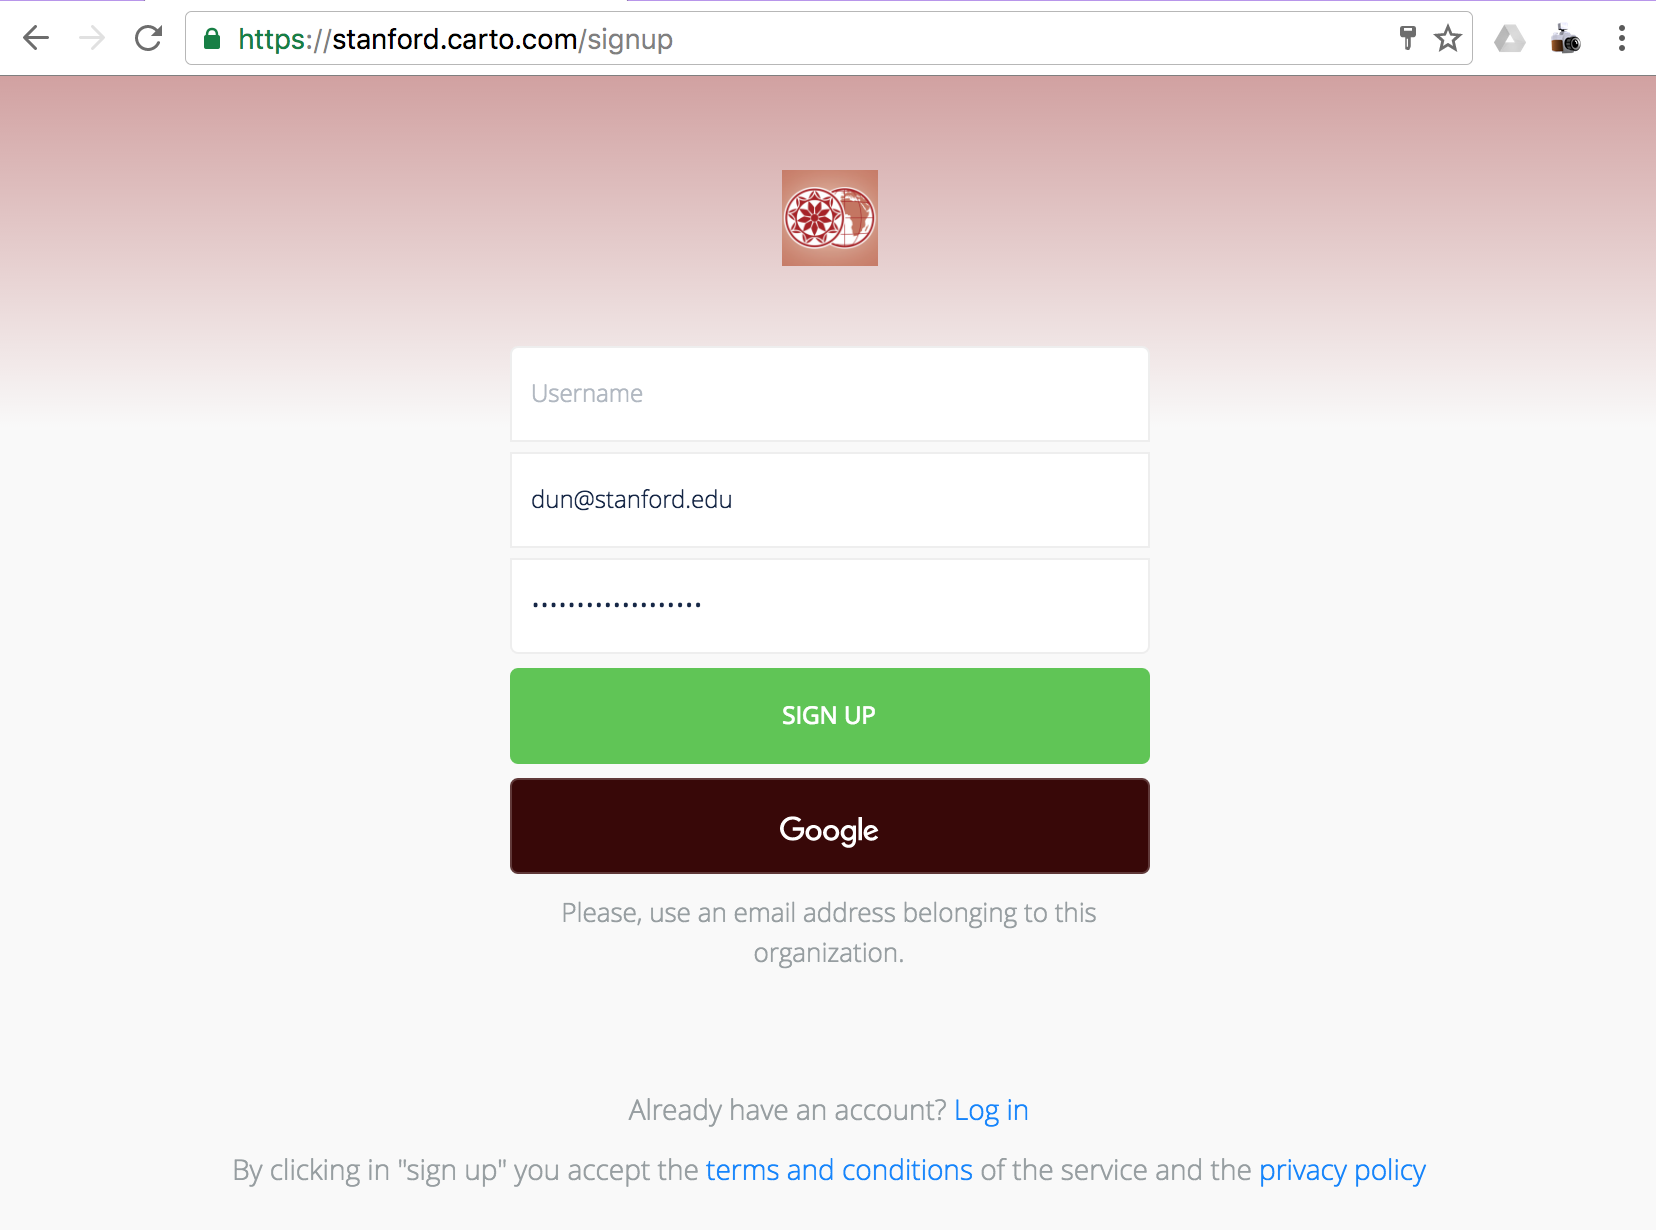 https://stanford.carto.com/signup
Username
dun@stanford.edu
•••••••••••••••••••
SIGN UP
Google
Please, use an email address belonging to this
organization.
Already have an account? Log in
By clicking in "sign up" you accept the terms and conditions of the service and the privacy policy